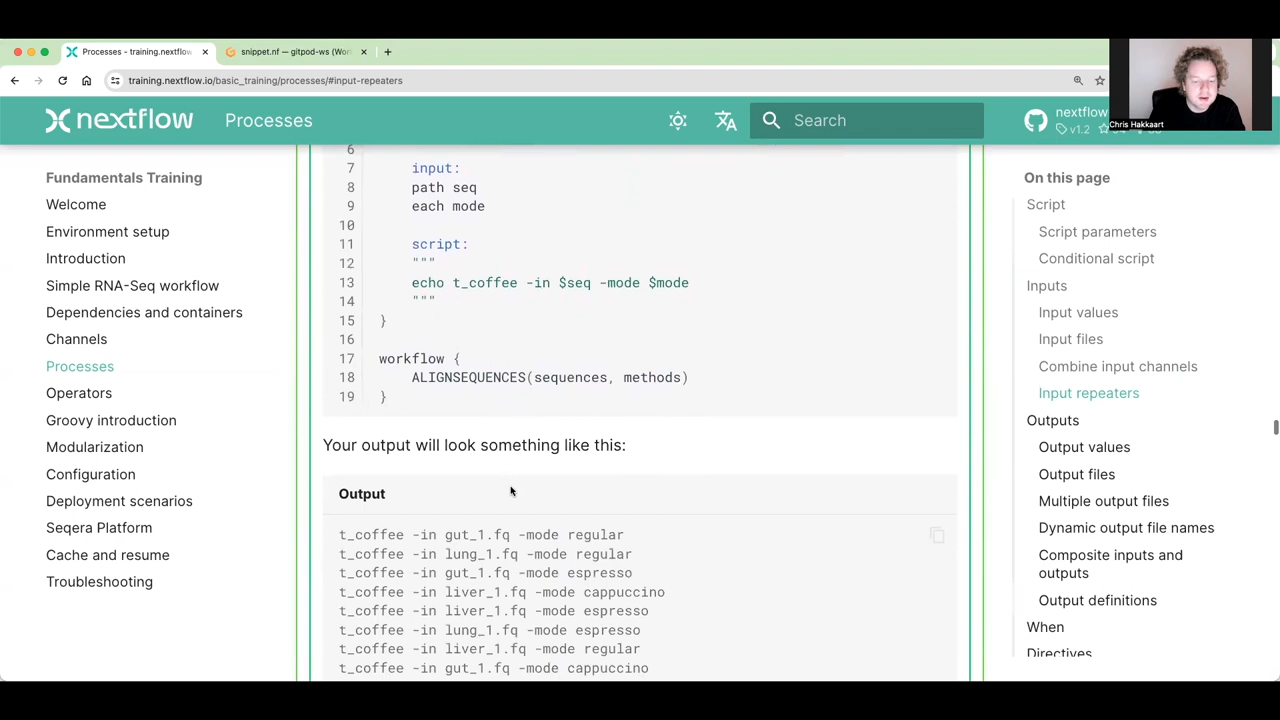 Processes - training.nextflow
snippet.nf — gitpod-ws (Wor
training.nextflow.io/basic_training/processes/#input-repeaters
Chris Hakkaart
nextflow
Processes
Search
nextflow
v1.2
Fundamentals Training
Welcome
Environment setup
Introduction
Simple RNA-Seq workflow
Dependencies and containers
Channels
Processes
Operators
Groovy introduction
Modularization
Configuration
Deployment scenarios
Seqera Platform
Cache and resume
Troubleshooting
6
7 input:
8 path seq
9 each mode
10
11 script:
12 """
13 echo t_coffee -in $seq -mode $mode
14 """
15 }
16
17 workflow {
18 ALIGNSEQUENCES(sequences, methods)
19 }
Your output will look something like this:
Output
t_coffee -in gut_1.fq -mode regular
t_coffee -in lung_1.fq -mode regular
t_coffee -in gut_1.fq -mode espresso
t_coffee -in liver_1.fq -mode cappuccino
t_coffee -in liver_1.fq -mode espresso
t_coffee -in lung_1.fq -mode espresso
t_coffee -in liver_1.fq -mode regular
t_coffee -in gut_1.fq -mode cappuccino
On this page
Script
Script parameters
Conditional script
Inputs
Input values
Input files
Combine input channels
Input repeaters
Outputs
Output values
Output files
Multiple output files
Dynamic output file names
Composite inputs and
outputs
Output definitions
When
Directives